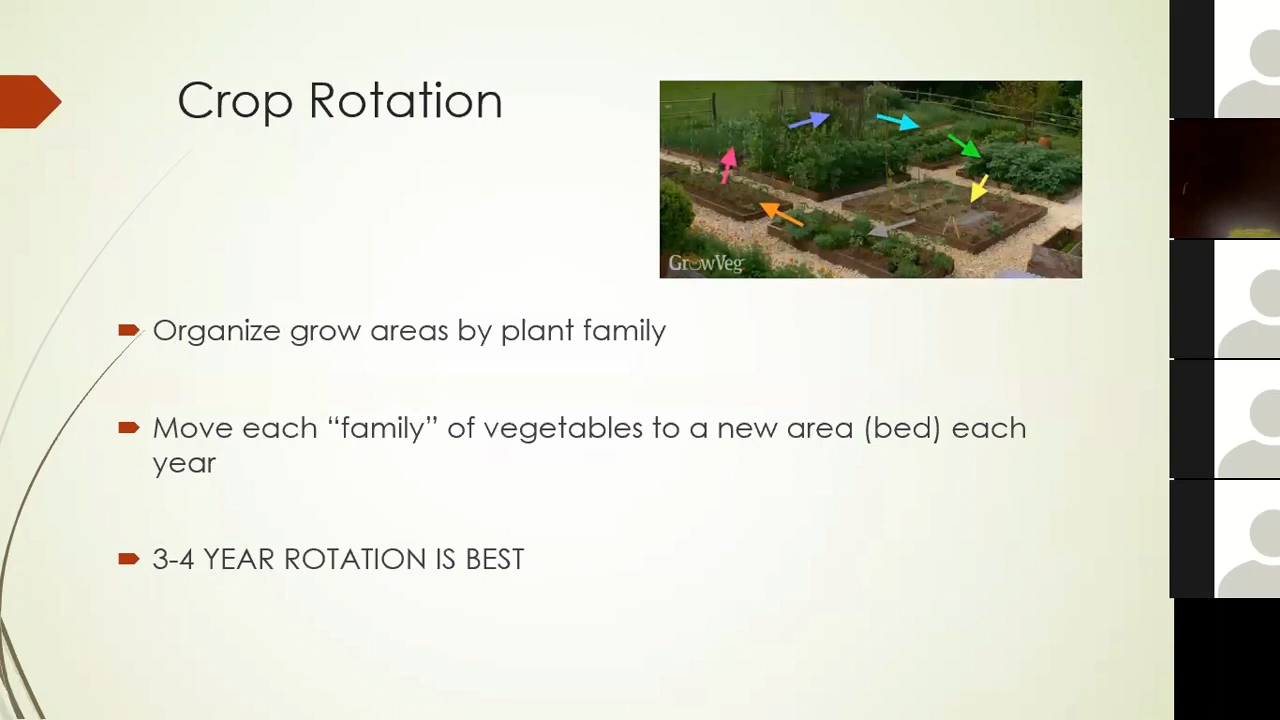 Crop Rotation
GrowVeg
Organize grow areas by plant family
Move each “family” of vegetables to a new area (bed) each
year
3-4 YEAR ROTATION IS BEST